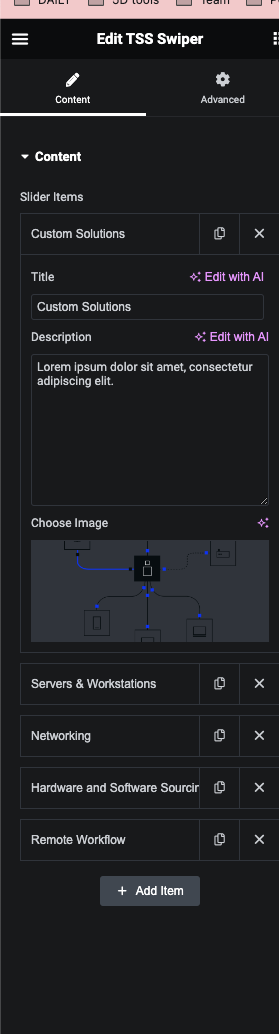 DAILY
JD tools
Team
Edit TSS Swiper
Content
Advanced
Content
Slider Items
Custom Solutions
Title
Edit with AI
Custom Solutions
Description
Edit with AI
Lorem ipsum dolor sit amet, consectetur
adipiscing elit.
Choose Image
Servers & Workstations
Networking
Hardware and Software Sourcin
Remote Workflow
+ Add Item